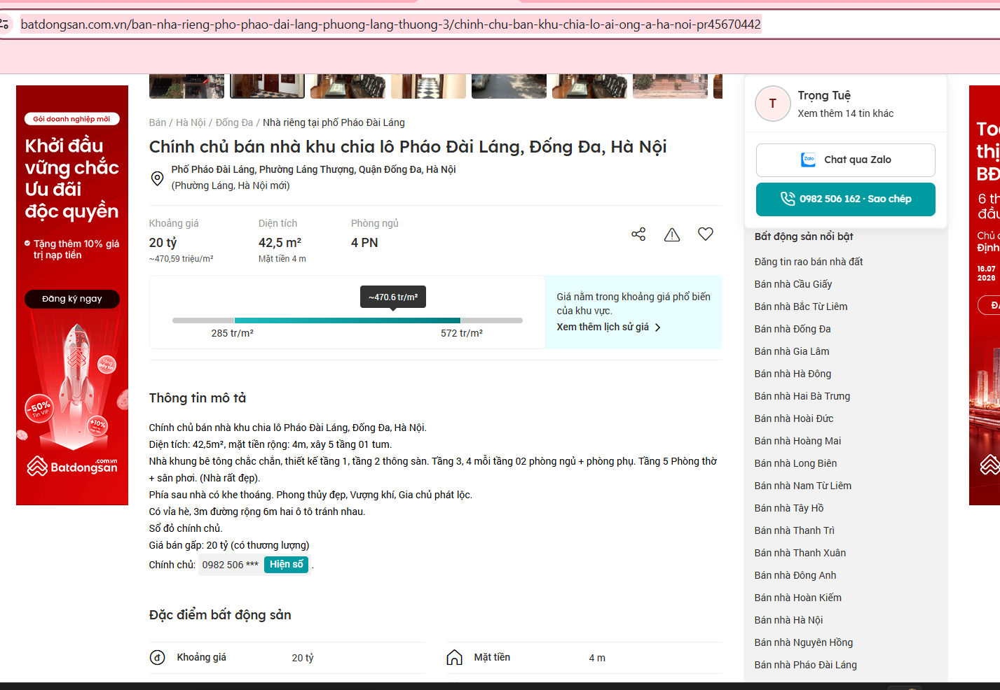 batdongsan.com.vn/ban-nha-rieng-pho-phao-dai-lang-phuong-lang-thuong-3/chinh-chu-ban-khu-chia-lo-ai-ong-a-ha-noi-pr45670442
Gói doanh nghiệp mới
Khởi đầu
vững chắc
Ưu đãi
độc quyền
Tặng thêm 10% giá
trị nạp tiền
Đăng ký ngay
Tặng
Đẩy tin
-50%
Tin VIP
+10%
Batdongsan
.com.vn
Bán / Hà Nội / Đống Đa / Nhà riêng tại phố Pháo Đài Láng
Chính chủ bán nhà khu chia lô Pháo Đài Láng, Đống Đa, Hà Nội
Phố Pháo Đài Láng, Phường Láng Thượng, Quận Đống Đa, Hà Nội
(Phường Láng, Hà Nội mới)
Khoảng giá
20 tỷ
~470,59 triệu/m²
Diện tích
42,5 m²
Mặt tiền 4 m
Phòng ngủ
4 PN
~470.6 tr/m²
285 tr/m²
572 tr/m²
Giá nằm trong khoảng giá phổ biến
của khu vực.
Xem thêm lịch sử giá
Thông tin mô tả
Chính chủ bán nhà khu chia lô Pháo Đài Láng, Đống Đa, Hà Nội.
Diện tích: 42,5m², mặt tiền rộng: 4m, xây 5 tầng 01 tum.
Nhà khung bê tông chắc chắn, thiết kế tầng 1, tầng 2 thông sàn. Tầng 3, 4 mỗi tầng 02 phòng ngủ + phòng phụ. Tầng 5 Phòng thờ
+ sân phơi. (Nhà rất đẹp).
Phía sau nhà có khe thoáng. Phong thủy đẹp, Vượng khí, Gia chủ phát lộc.
Có vỉa hè, 3m đường rộng 6m hai ô tô tránh nhau.
Sổ đỏ chính chủ.
Giá bán gấp: 20 tỷ (có thương lượng)
Chính chủ: 0982 506 *** Hiện số .
Đặc điểm bất động sản
Khoảng giá
20 tỷ
Mặt tiền
4 m
T
Trọng Tuệ
Xem thêm 14 tin khác
Zalo
Chat qua Zalo
0982 506 162 · Sao chép
Bất động sản nổi bật
Đăng tin rao bán nhà đất
Bán nhà Cầu Giấy
Bán nhà Bắc Từ Liêm
Bán nhà Đống Đa
Bán nhà Gia Lâm
Bán nhà Hà Đông
Bán nhà Hai Bà Trưng
Bán nhà Hoài Đức
Bán nhà Hoàng Mai
Bán nhà Long Biên
Bán nhà Nam Từ Liêm
Bán nhà Tây Hồ
Bán nhà Thanh Trì
Bán nhà Thanh Xuân
Bán nhà Đông Anh
Bán nhà Hoàn Kiếm
Bán nhà Hà Nội
Bán nhà Nguyên Hồng
Bán nhà Pháo Đài Láng
BĐ
Định
16.07
2026